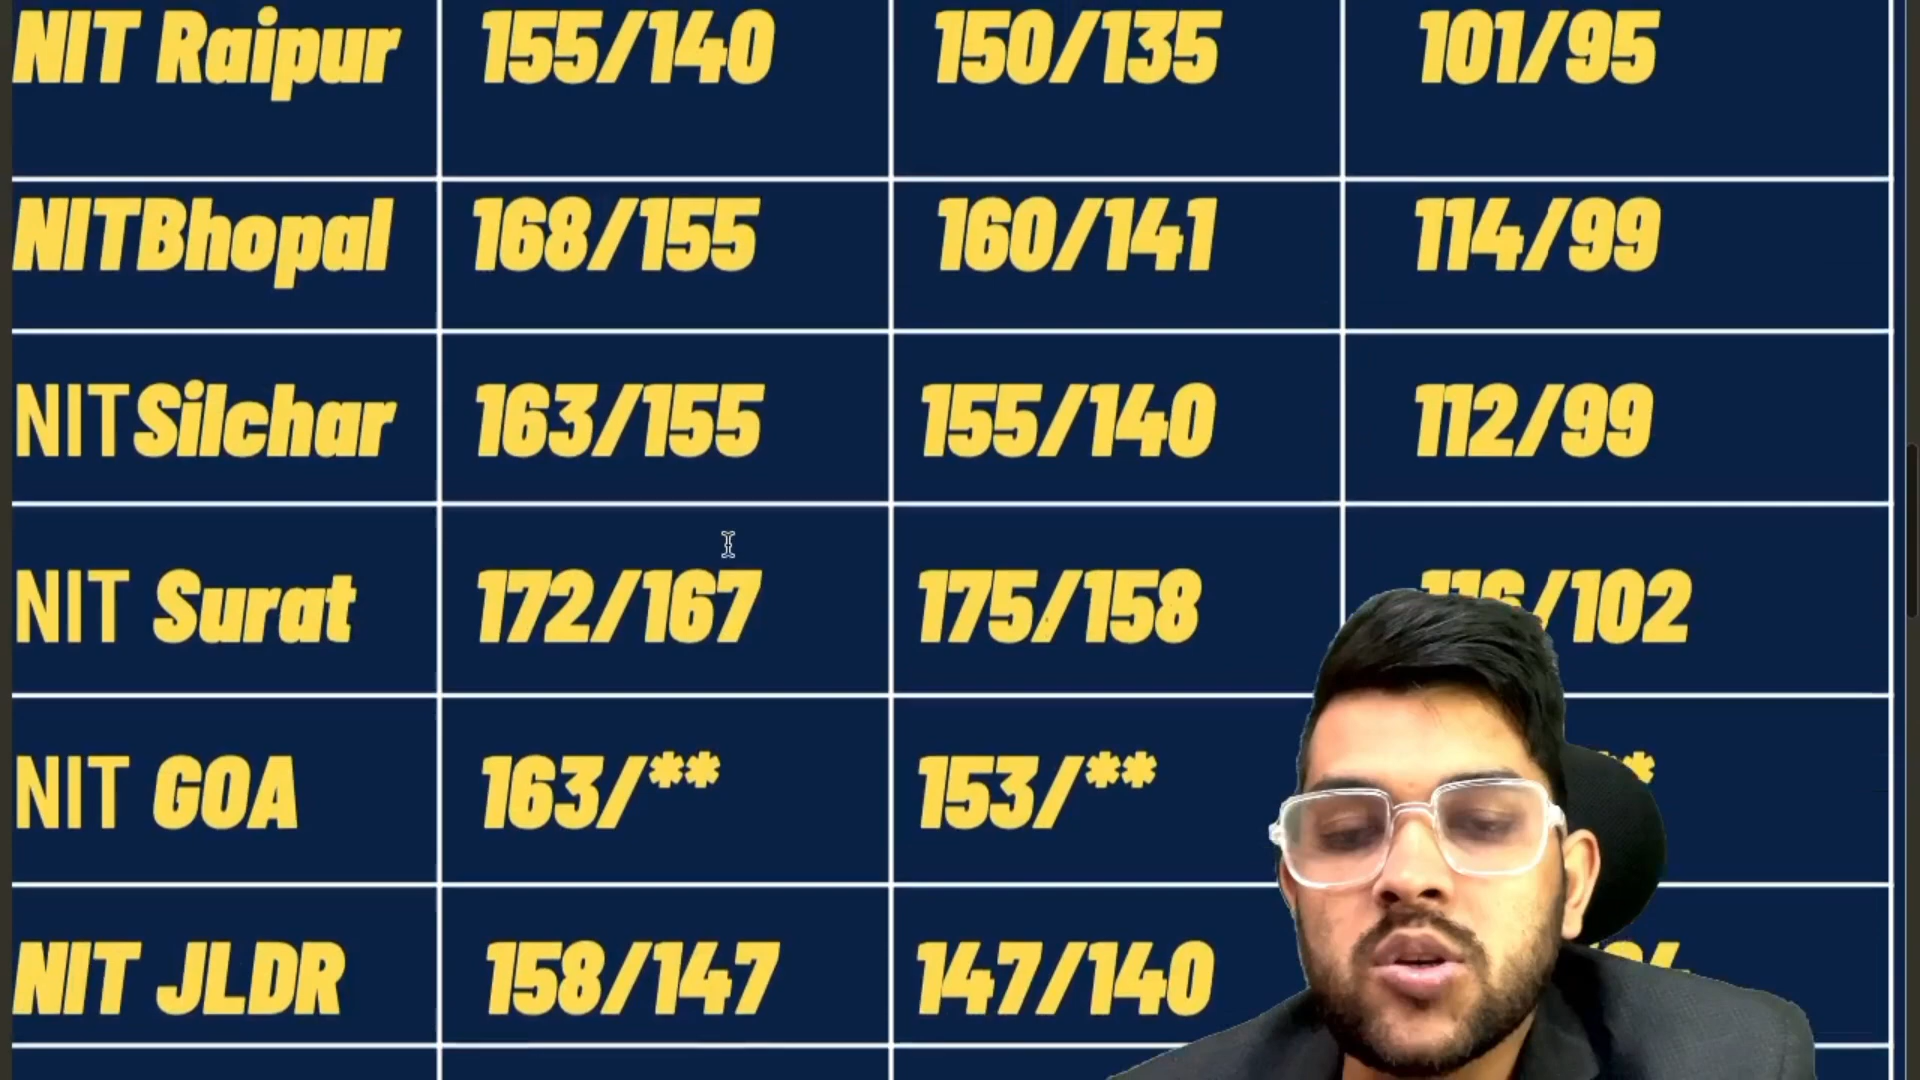 NIT Raipur 155/140 150/135 101/95
NITBhopal 168/155 160/141 114/99
NITSilchar 163/155 155/140 112/99
NIT Surat 172/167 175/158 116/102
NIT GOA 163/** 153/**
NIT JLDR 158/147 147/140